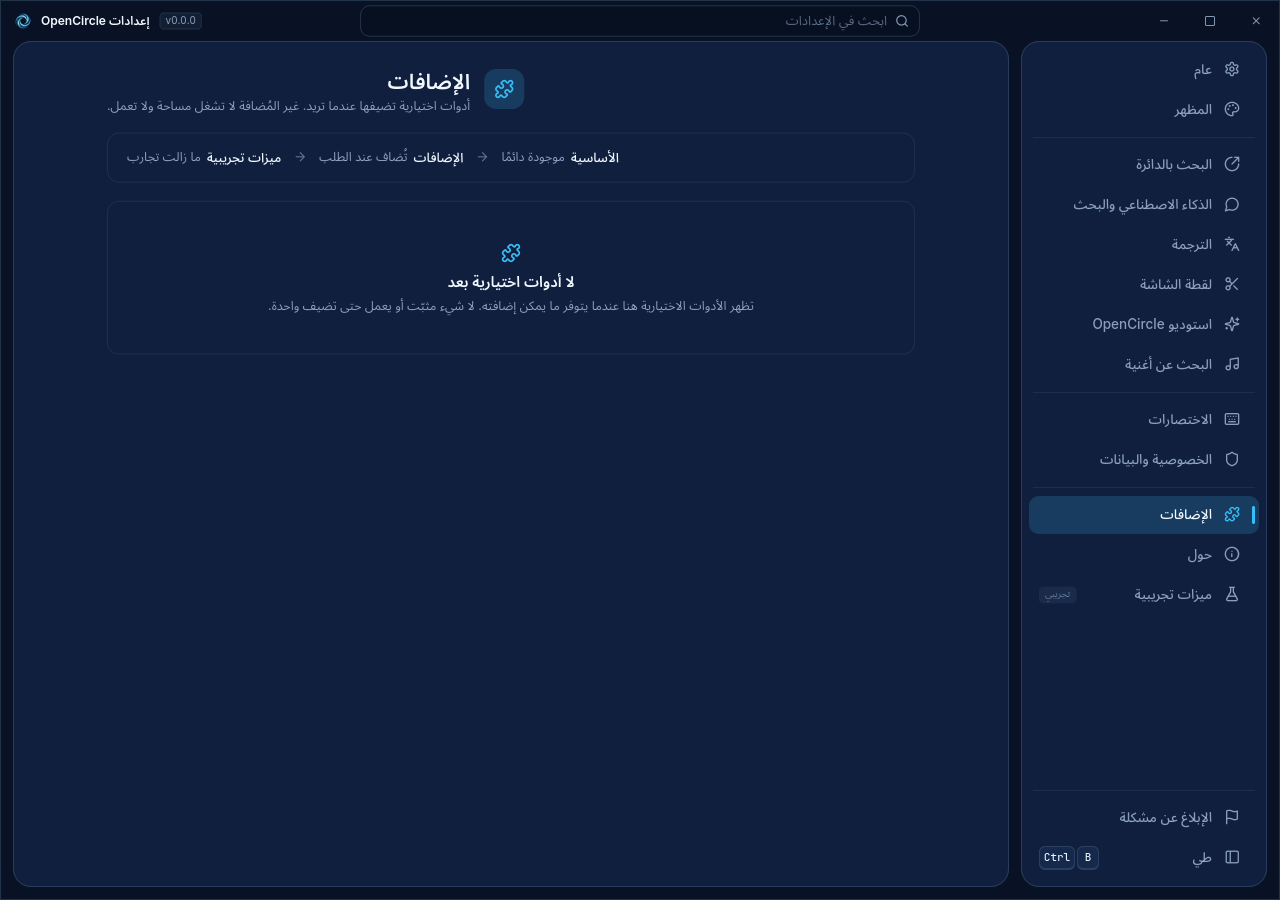 إعدادات OpenCircle
v0.0.0
ابحث في الإعدادات
عام
المظهر
البحث بالدائرة
الذكاء الاصطناعي والبحث
الترجمة
لقطة الشاشة
استوديو OpenCircle
البحث عن أغنية
الاختصارات
الخصوصية والبيانات
الإضافات
حول
ميزات تجريبية تجريبي
الإبلاغ عن مشكلة
طي Ctrl B
الإضافات
أدوات اختيارية تضيفها عندما تريد. غير المُضافة لا تشغل مساحة ولا تعمل.
الأساسية موجودة دائمًا → الإضافات تُضاف عند الطلب → ميزات تجريبية ما زالت تجارب
لا أدوات اختيارية بعد
تظهر الأدوات الاختيارية هنا عندما يتوفر ما يمكن إضافته. لا شيء مثبّت أو يعمل حتى تضيف واحدة.